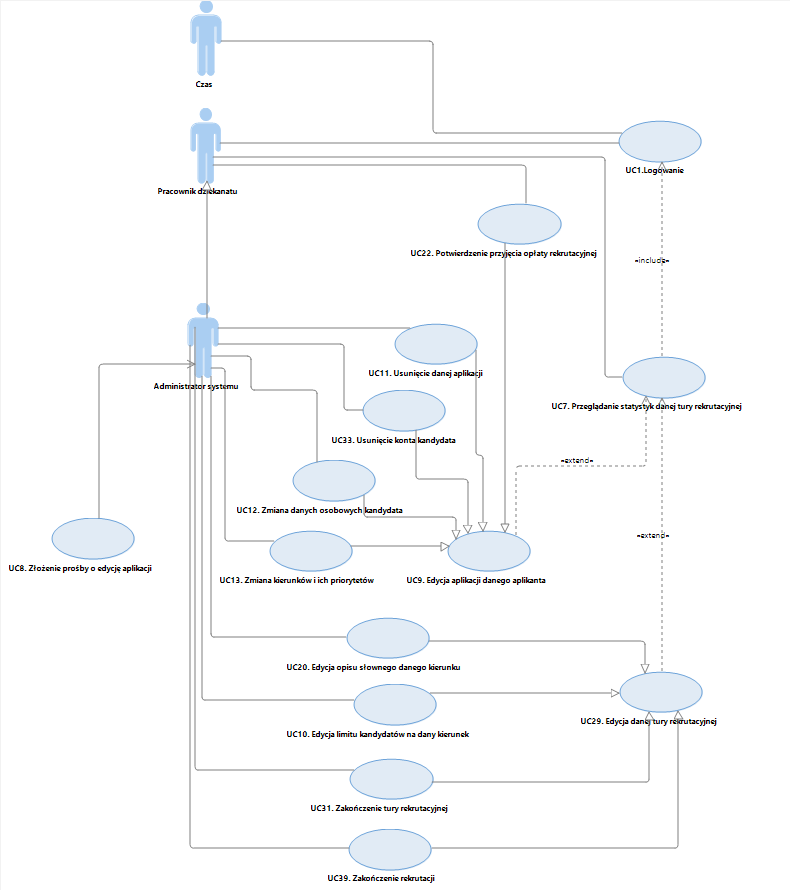 Czas
Pracownik dziekanatu
UC1.Logowanie
UC22. Potwierdzenie przyjęcia opłaty rekrutacyjnej
«include»
Administrator systemu
UC11. Usunięcie danej aplikacji
UC7. Przeglądanie statystyk danej tury rekrutacyjnej
UC33. Usunięcie konta kandydata
«extend»
UC12. Zmiana danych osobowych kandydata
«extend»
UC8. Złożenie prośby o edycję aplikacji
UC13. Zmiana kierunków i ich priorytetów
UC9. Edycja aplikacji danego aplikanta
UC20. Edycja opisu słownego danego kierunku
UC29. Edycja danej tury rekrutacyjnej
UC10. Edycja limitu kandydatów na dany kierunek
UC31. Zakończenie tury rekrutacyjnej
UC39. Zakończenie rekrutacji